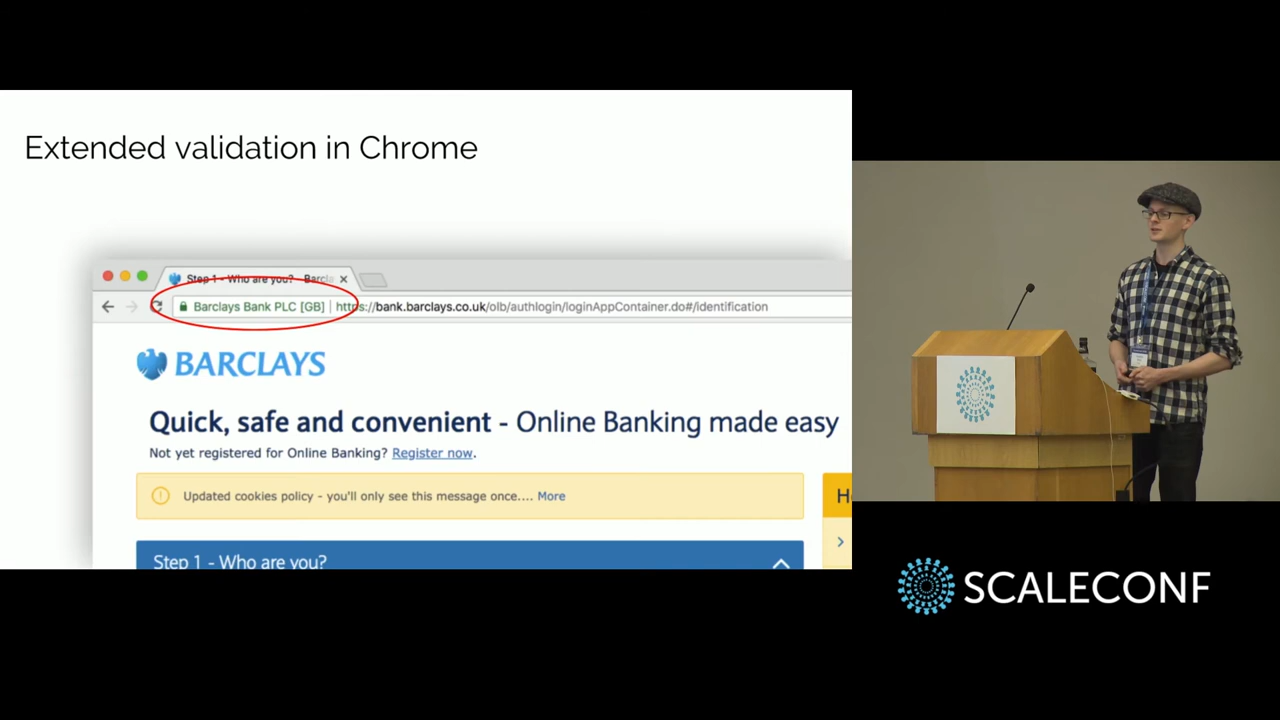 Extended validation in Chrome
Step 1 - Who are you? - Barcla
Barclays Bank PLC [GB] | https://bank.barclays.co.uk/olb/authlogin/loginAppContainer.do#/identification
BARCLAYS
Quick, safe and convenient - Online Banking made easy
Not yet registered for Online Banking? Register now.
Updated cookies policy - you'll only see this message once.... More
H
Step 1 - Who are you?
SCALECONF